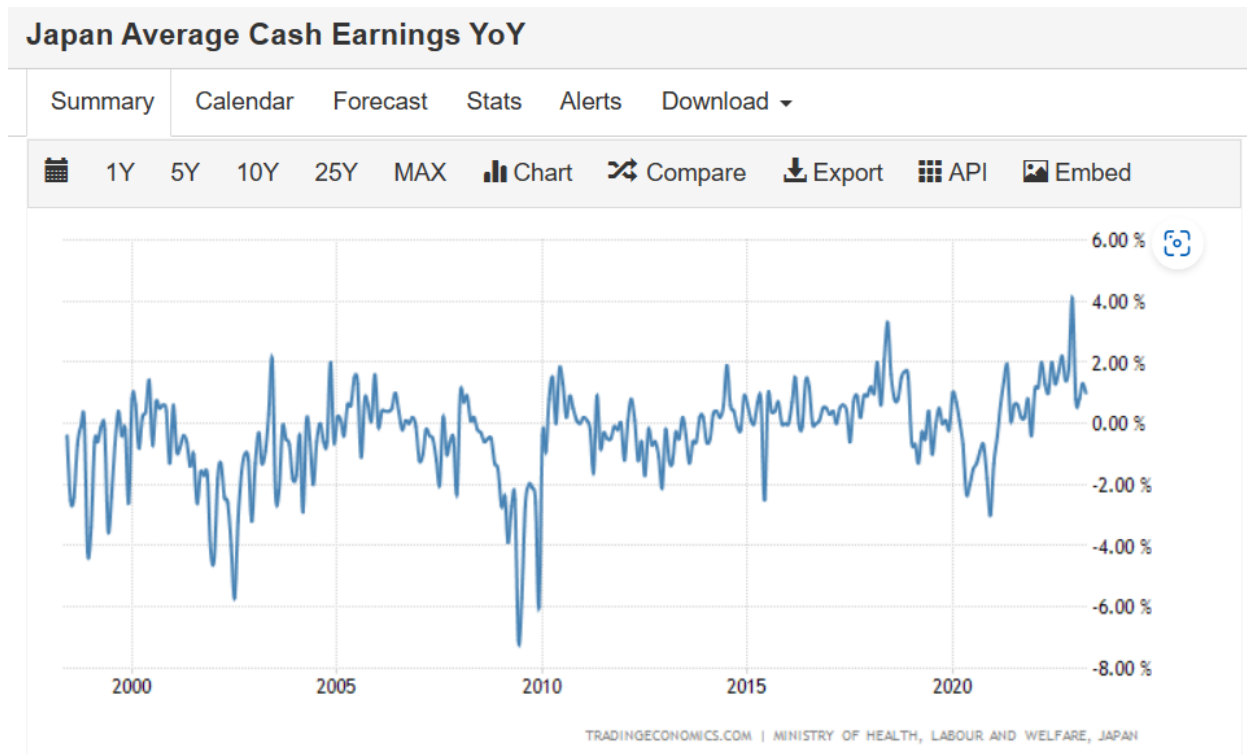 Japan Average Cash Earnings YoY
Summary Calendar Forecast Stats Alerts Download
1Y 5Y 10Y 25Y MAX Chart Compare Export API Embed
6.00 %
4.00 %
2.00 %
0.00 %
-2.00 %
-4.00 %
-6.00 %
-8.00 %
2000 2005 2010 2015 2020
TRADINGECONOMICS.COM | MINISTRY OF HEALTH, LABOUR AND WELFARE, JAPAN